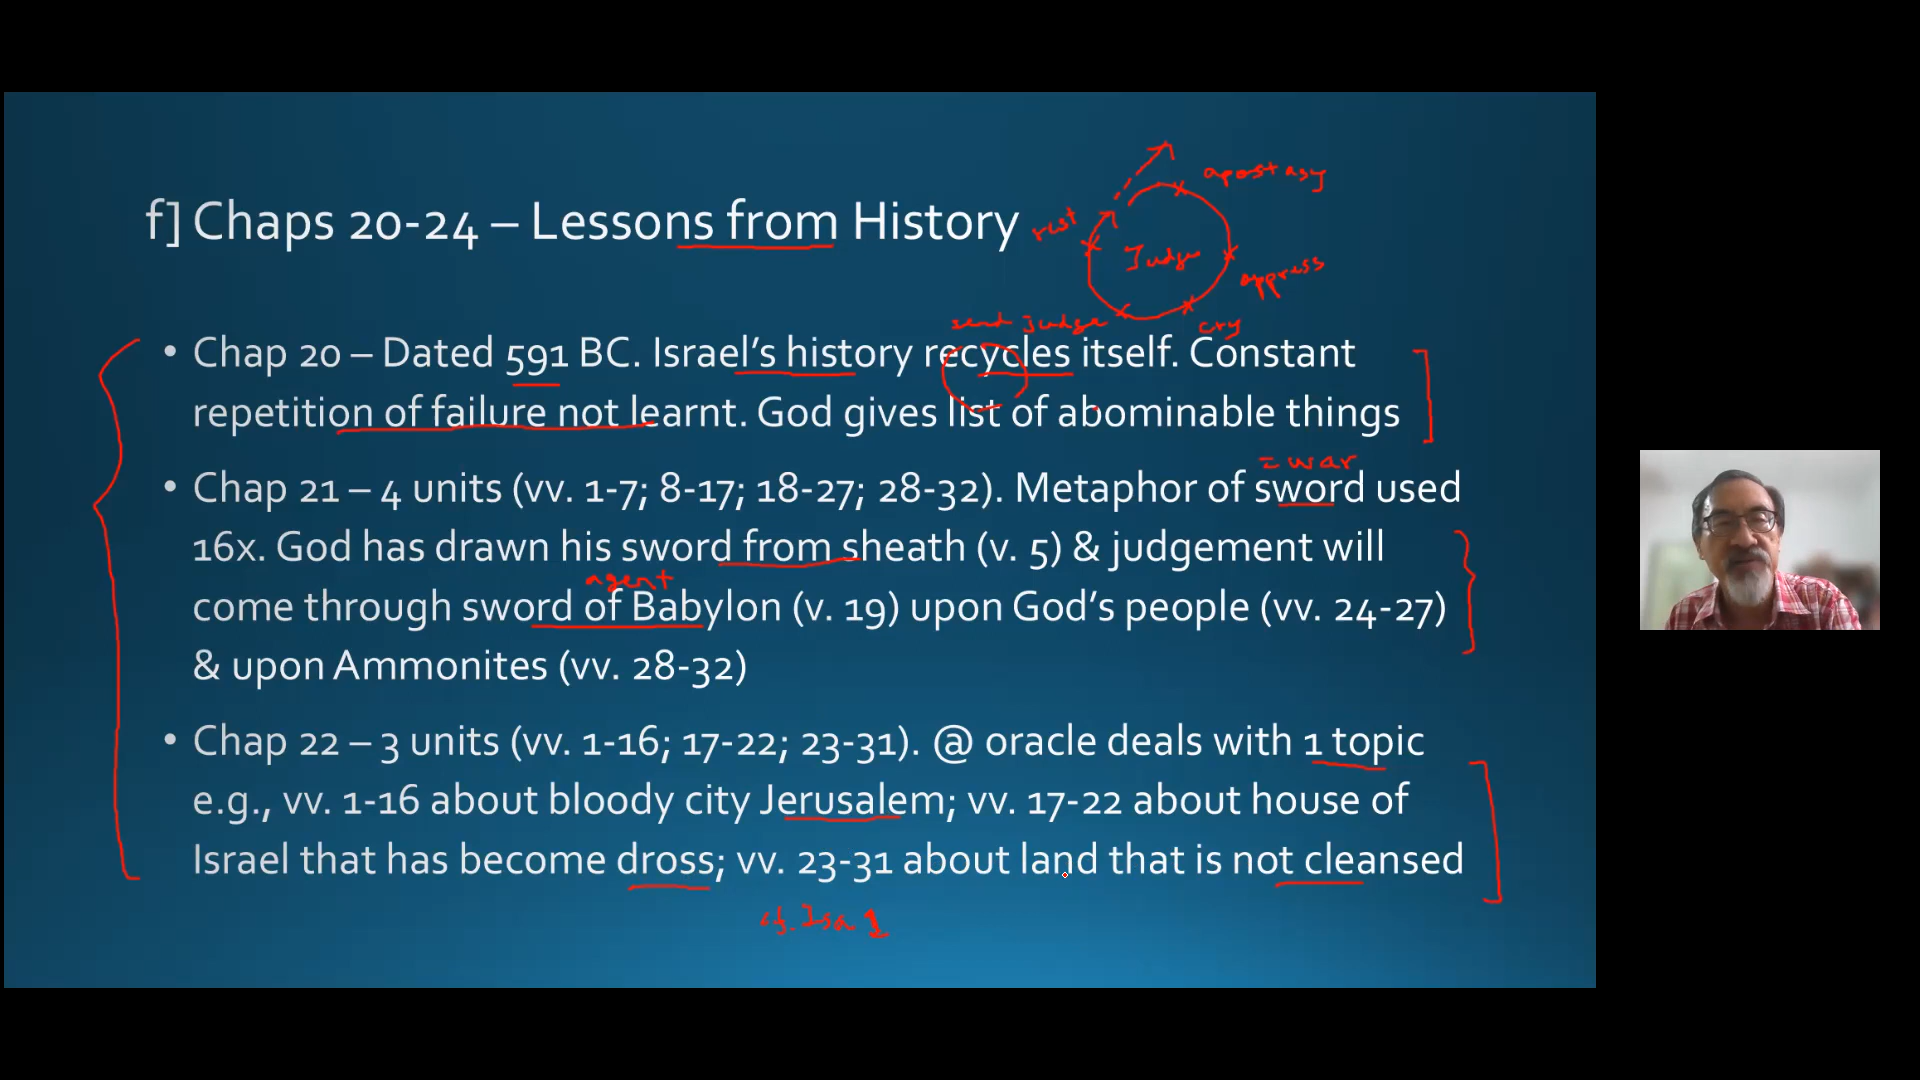 apostasy
f] Chaps 20-24 – Lessons from History
rest
Judges
oppress
send judge
cry
• Chap 20 – Dated 591 BC. Israel’s history recycles itself. Constant
repetition of failure not learnt. God gives list of abominable things
= war
• Chap 21 – 4 units (vv. 1-7; 8-17; 18-27; 28-32). Metaphor of sword used
16x. God has drawn his sword from sheath (v. 5) & judgement will
agent
come through sword of Babylon (v. 19) upon God’s people (vv. 24-27)
& upon Ammonites (vv. 28-32)
• Chap 22 – 3 units (vv. 1-16; 17-22; 23-31). @ oracle deals with 1 topic
e.g., vv. 1-16 about bloody city Jerusalem; vv. 17-22 about house of
Israel that has become dross; vv. 23-31 about land that is not cleansed
cf. Isa 1